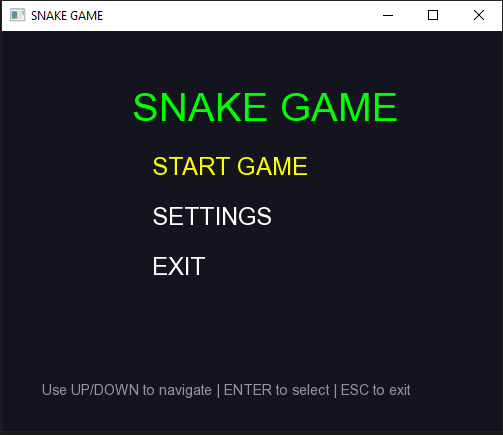 SNAKE GAME
SNAKE GAME
START GAME
SETTINGS
EXIT
Use UP/DOWN to navigate | ENTER to select | ESC to exit